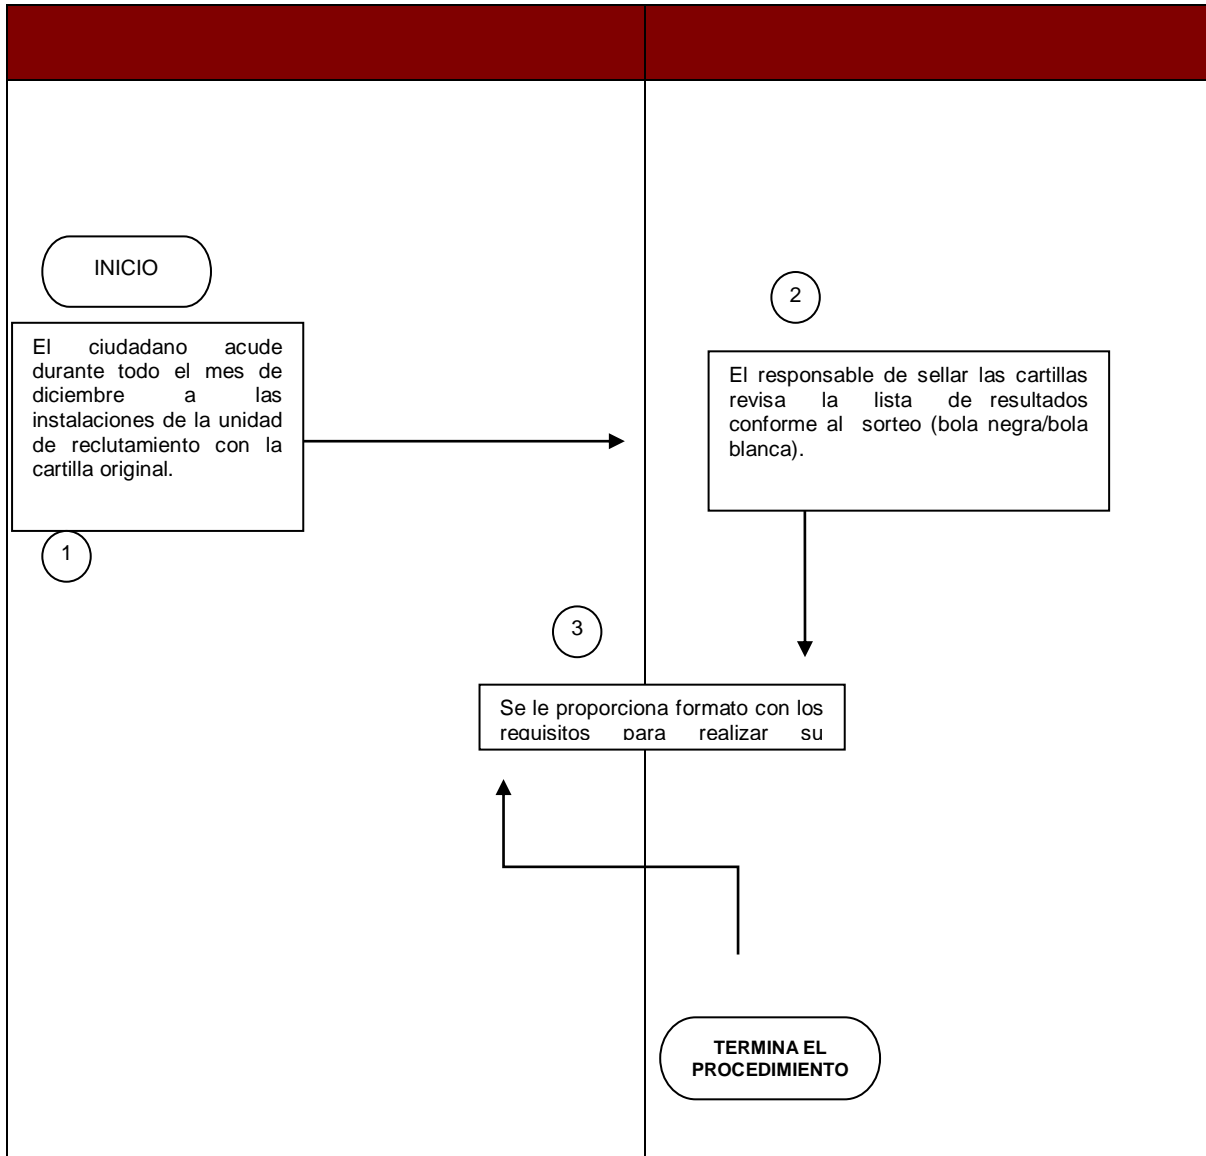 INICIO
El ciudadano acude
durante todo el mes de
diciembre a las
instalaciones de la unidad
de reclutamiento con la
cartilla original.
1
2
El responsable de sellar las cartillas
revisa la lista de resultados
conforme al sorteo (bola negra/bola
blanca).
3
Se le proporciona formato con los
requisitos para realizar su
TERMINA EL
PROCEDIMIENTO